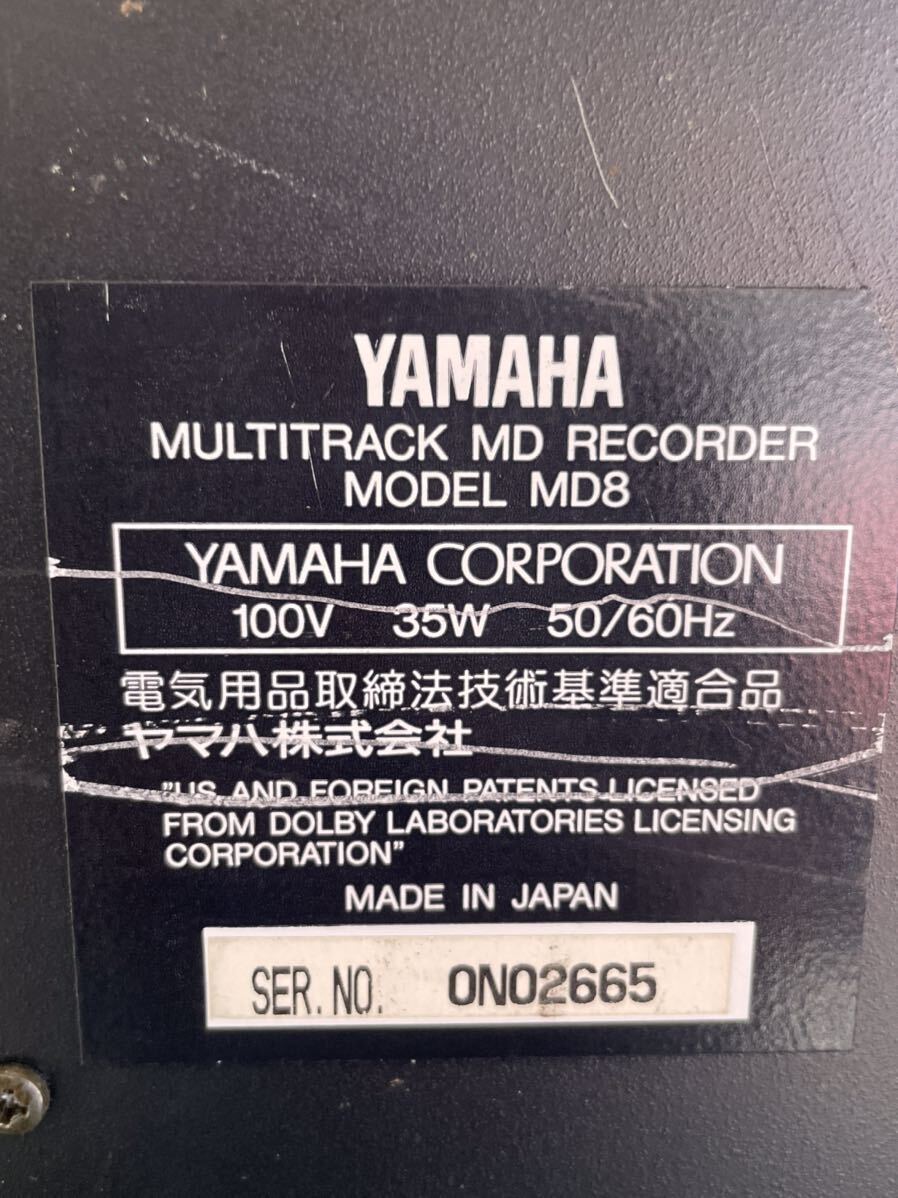 YAMAHA
MULTITRACK MD RECORDER
MODEL MD8
YAMAHA CORPORATION
100V 35W 50/60Hz
電気用品取締法技術基準適合品
ヤマハ株式会社
"US AND FOREIGN PATENTS LICENSED
FROM DOLBY LABORATORIES LICENSING
CORPORATION"
MADE IN JAPAN
SER. NO. ON02665